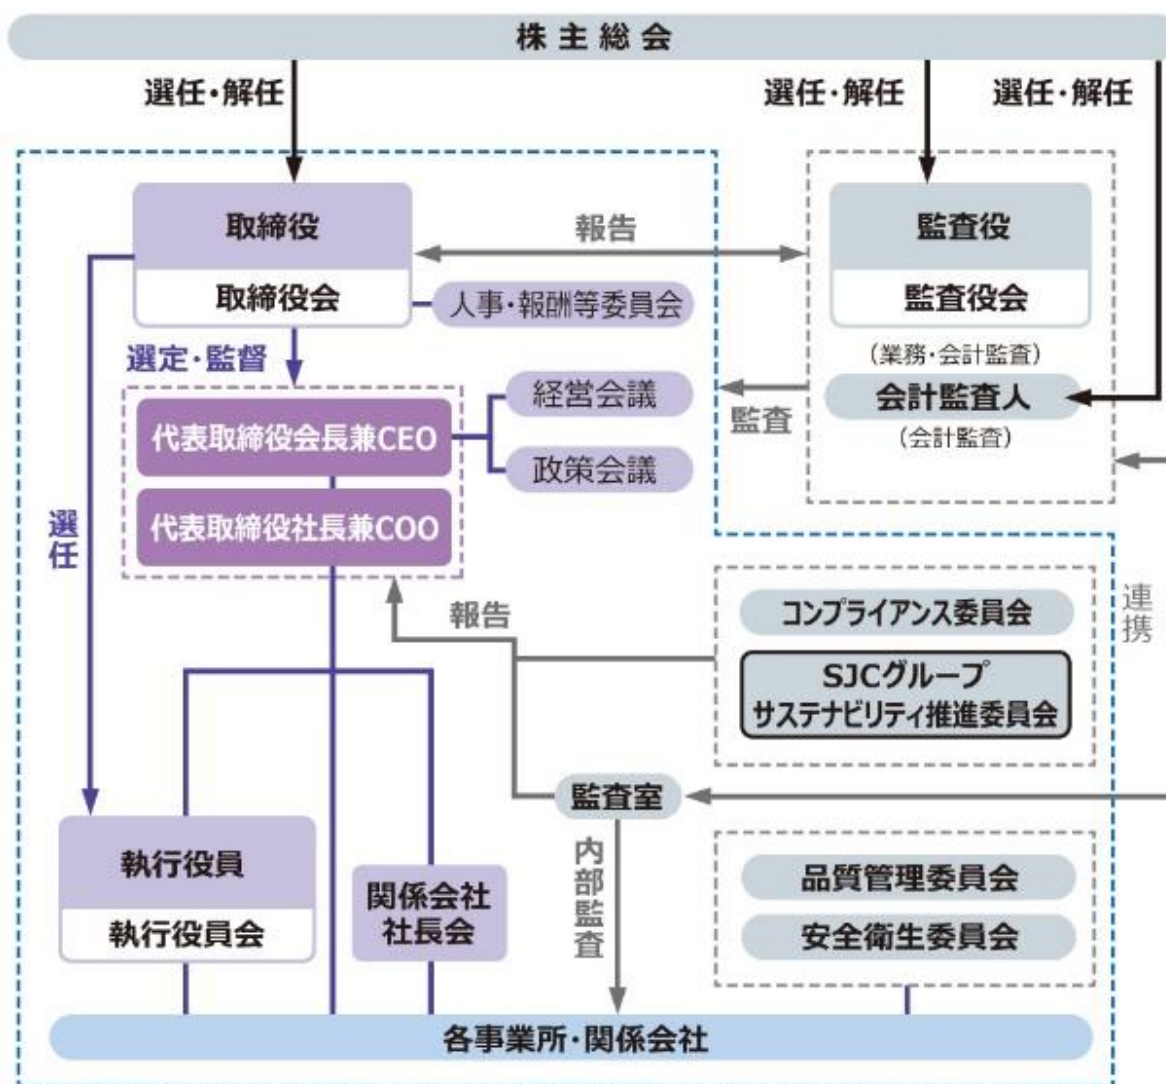 株主総会
選任・解任
選任・解任
選任・解任
取締役
取締役会
報告
監査役
監査役会
(業務・会計監査)
人事・報酬等委員会
選定・監督
会計監査人
(会計監査)
監査
代表取締役会長兼CEO
経営会議
政策会議
代表取締役社長兼COO
選任
報告
コンプライアンス委員会
SJCグループ
サステナビリティ推進委員会
連携
監査室
内部監査
執行役員
執行役員会
関係会社
社長会
品質管理委員会
安全衛生委員会
各事業所・関係会社